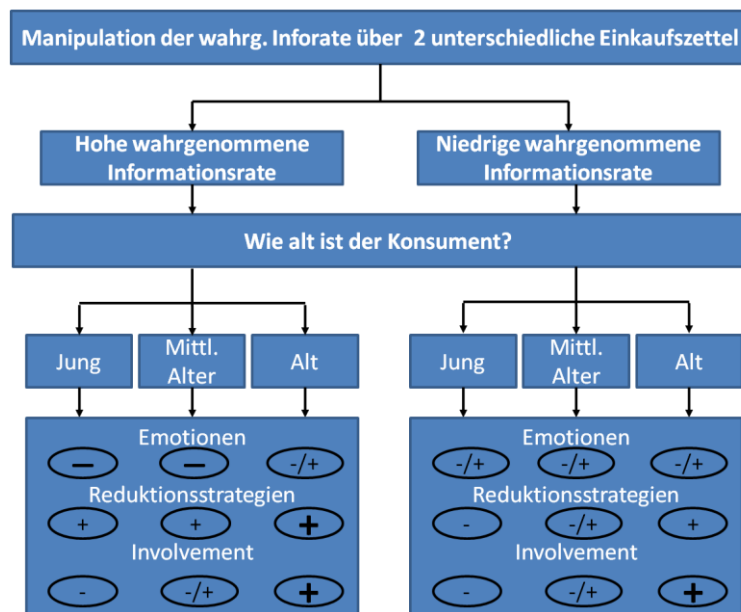 Manipulation der wahrg. Inforate über 2 unterschiedliche Einkaufszettel
Hohe wahrgenommene
Informationsrate
Niedrige wahrgenommene
Informationsrate
Wie alt ist der Konsument?
Jung
Mittl.
Alter
Alt
Jung
Mittl.
Alter
Alt
Emotionen
– – -/+
Reduktionsstrategien
+ + +
Involvement
- -/+ +
Emotionen
-/+ -/+ -/+
Reduktionsstrategien
- -/+ +
Involvement
- -/+ +